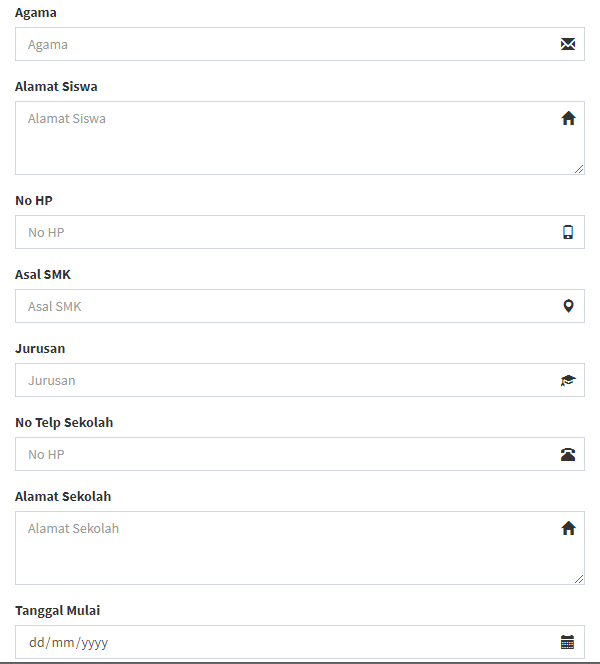 Agama
Agama
Alamat Siswa
Alamat Siswa
No HP
No HP
Asal SMK
Asal SMK
Jurusan
Jurusan
No Telp Sekolah
No HP
Alamat Sekolah
Alamat Sekolah
Tanggal Mulai
dd/mm/yyyy